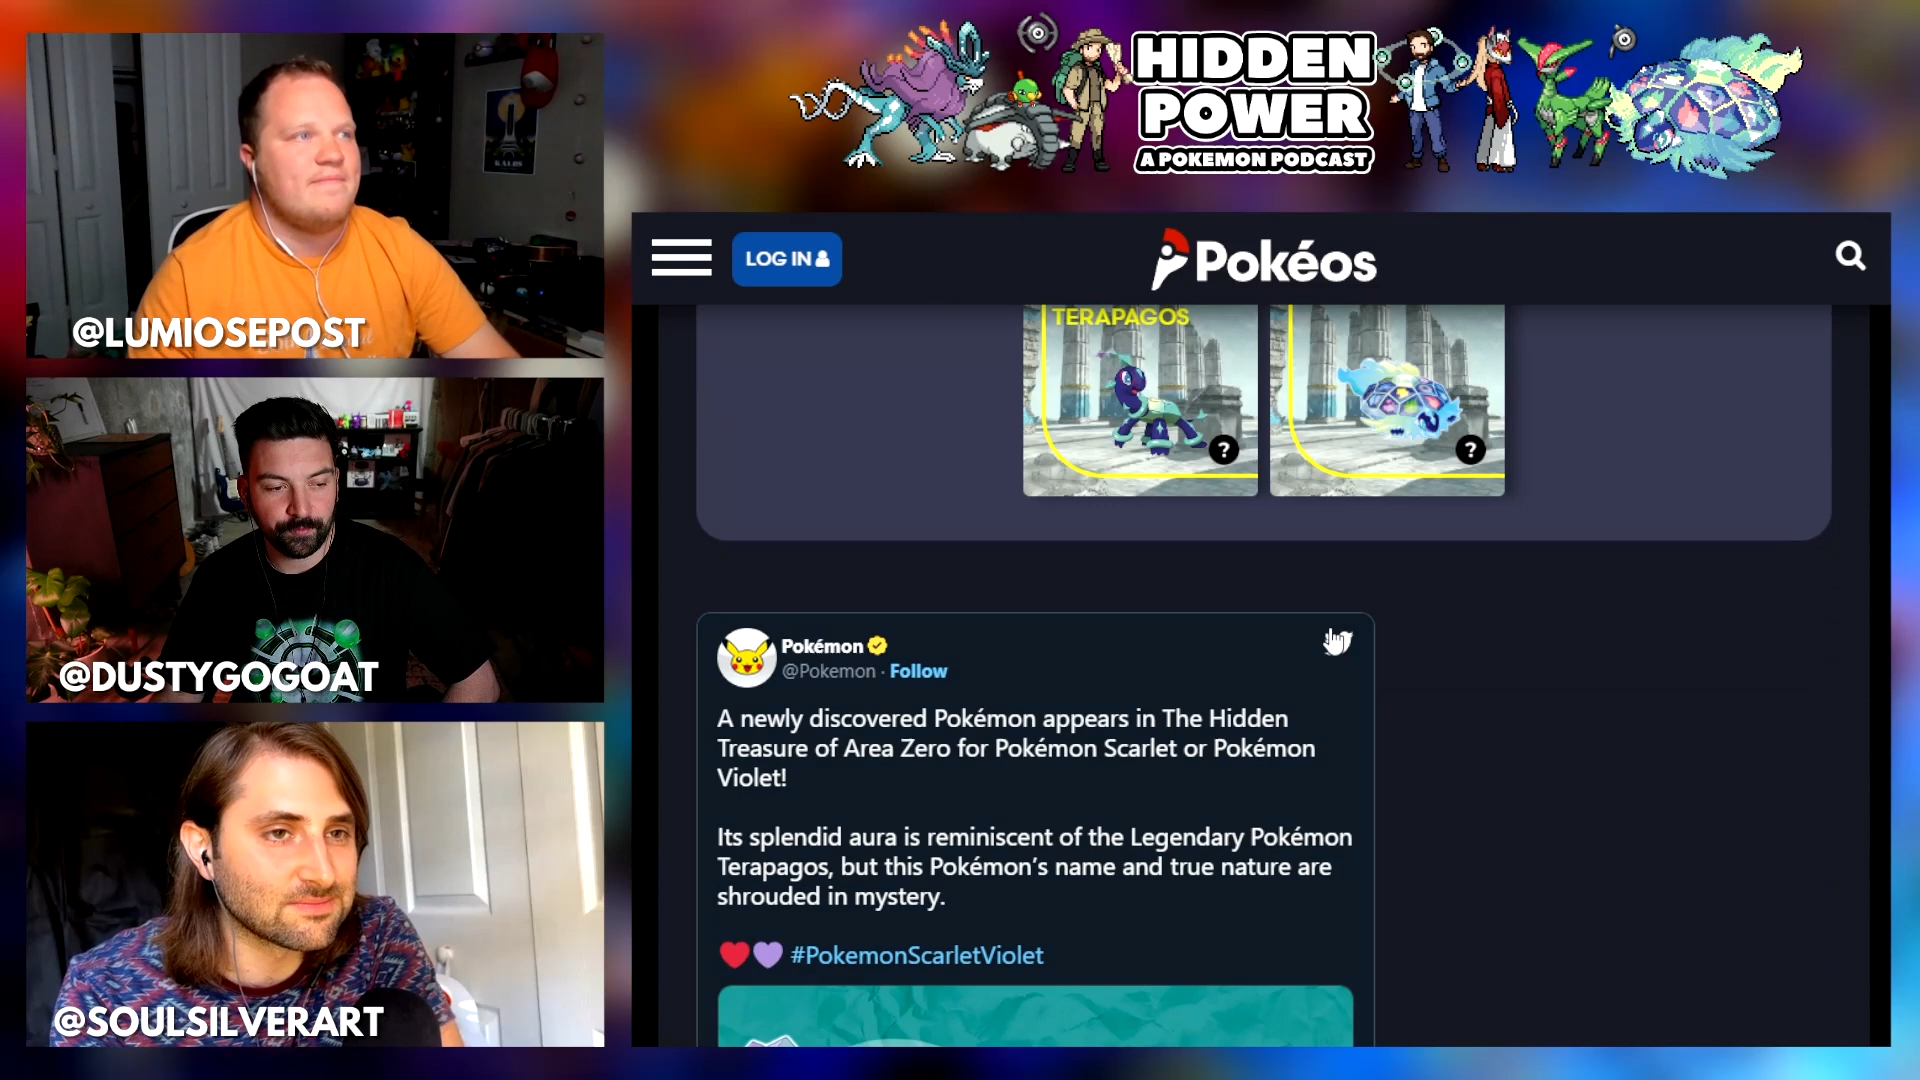 HIDDEN
POWER
A POKEMON PODCAST
KALOS
@LUMIOSEPOST
@DUSTYGOGOAT
@SOULSILVERART
LOG IN
Pokéos
TERAPAGOS
?
?
Pokémon
@Pokemon · Follow
A newly discovered Pokémon appears in The Hidden
Treasure of Area Zero for Pokémon Scarlet or Pokémon
Violet!
Its splendid aura is reminiscent of the Legendary Pokémon
Terapagos, but this Pokémon's name and true nature are
shrouded in mystery.
#PokemonScarletViolet